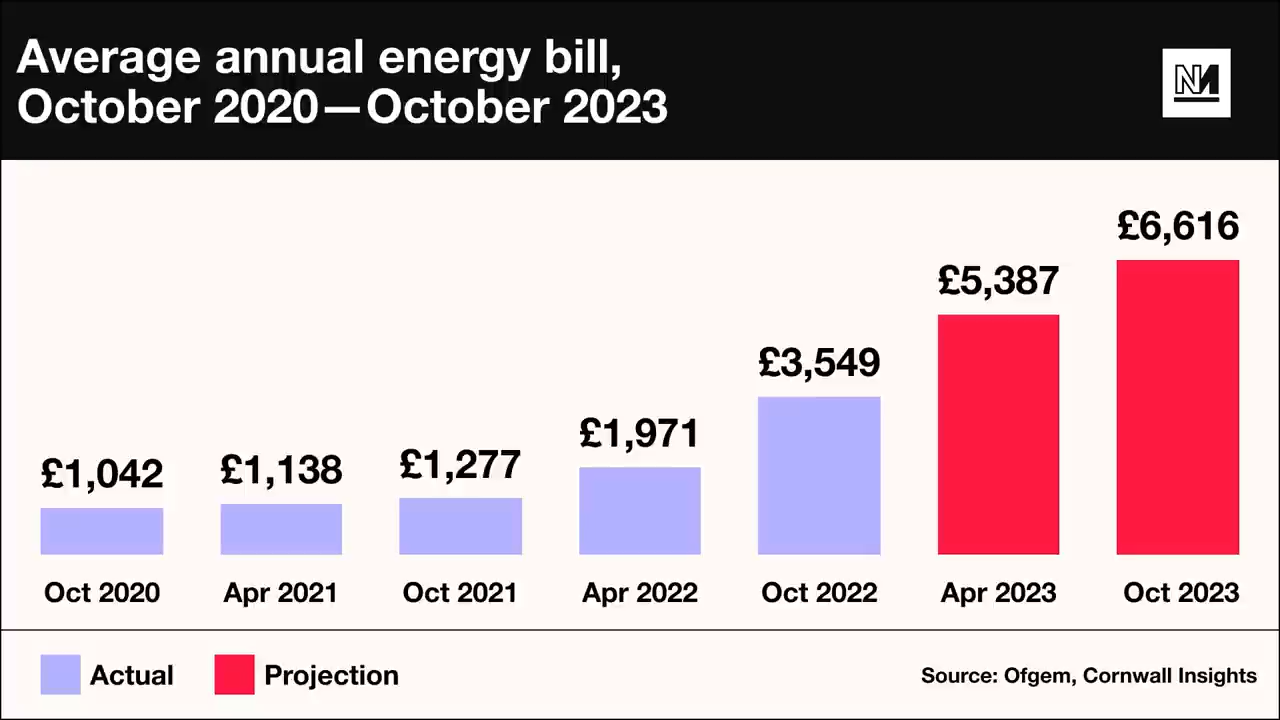 Average annual energy bill,
October 2020—October 2023
NM
£1,042
£1,138
£1,277
£1,971
£3,549
£5,387
£6,616
Oct 2020
Apr 2021
Oct 2021
Apr 2022
Oct 2022
Apr 2023
Oct 2023
Actual
Projection
Source: Ofgem, Cornwall Insights